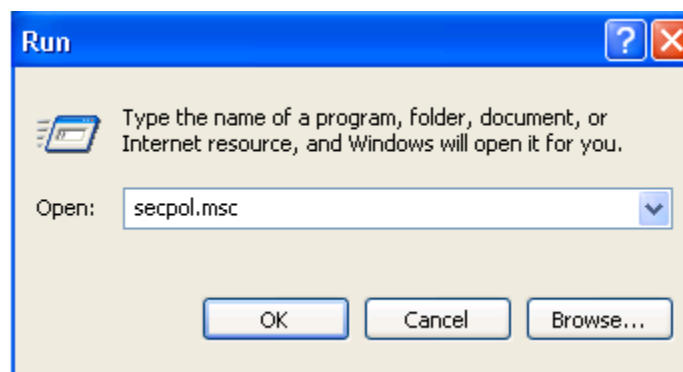 Run
Type the name of a program, folder, document, or
Internet resource, and Windows will open it for you.
Open: secpol.msc
OK Cancel Browse...